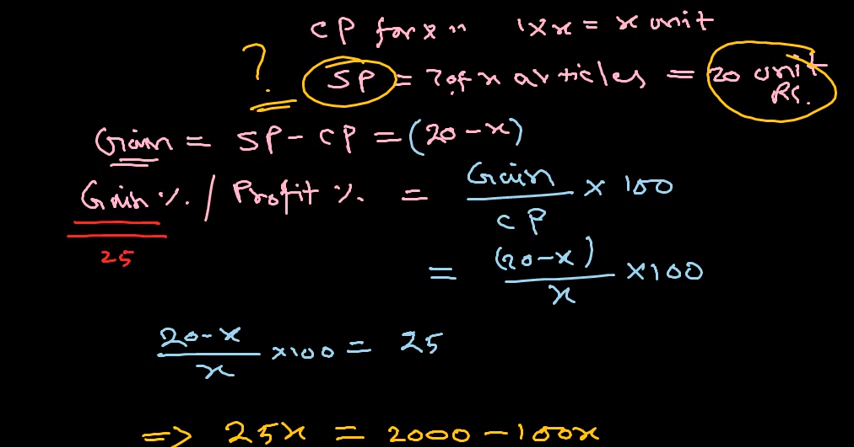 CP for x " 1×x = x unit
?
SP = ? of x articles = 20 unit
Rs.
Gain = SP - CP = (20-x)
Gain %. / Profit %. = Gain/CP × 100
25
= (20-x)/x × 100
20-x/x ×100 = 25
=> 25x = 2000 - 100x